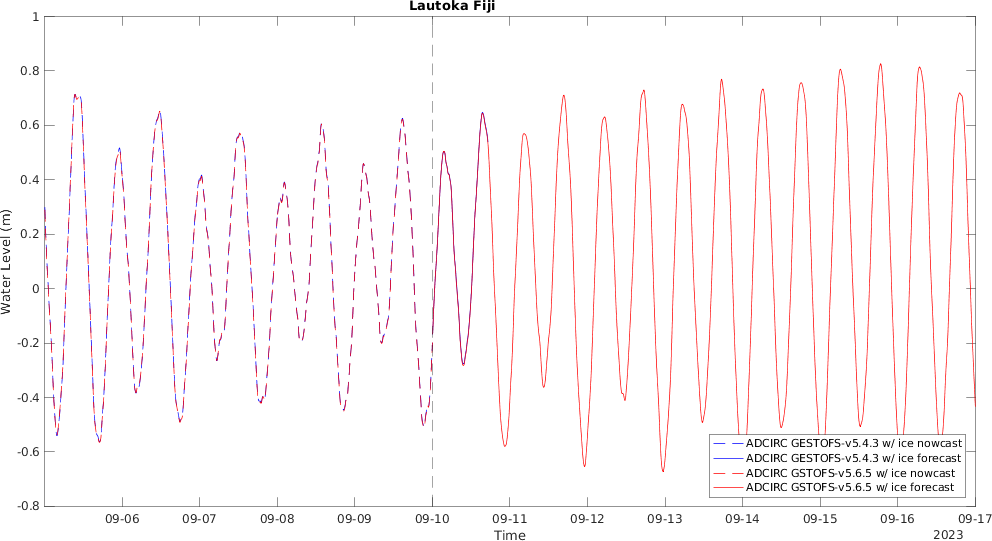 Lautoka Fiji
1
0.8
0.6
0.4
0.2
0
-0.2
-0.4
-0.6
-0.8
Water Level (m)
ADCIRC GESTOFS-v5.4.3 w/ ice nowcast
ADCIRC GESTOFS-v5.4.3 w/ ice forecast
ADCIRC GSTOFS-v5.6.5 w/ ice nowcast
ADCIRC GSTOFS-v5.6.5 w/ ice forecast
09-06 09-07 09-08 09-09 09-10 09-11 09-12 09-13 09-14 09-15 09-16 09-17
Time
2023